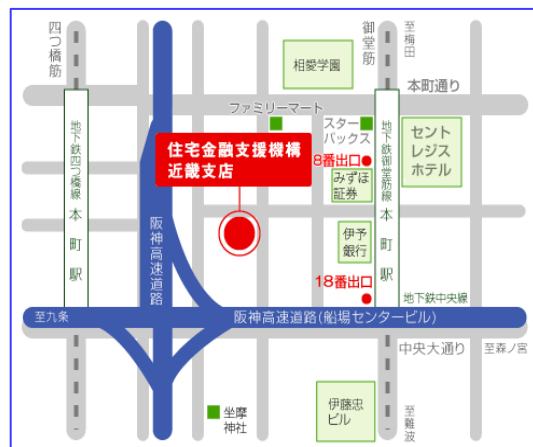 四つ橋筋
御堂筋
至梅田
相愛学園
本町通り
ファミリーマート
スター
バックス
セント
レジス
ホテル
地下鉄四つ橋線
本町駅
地下鉄御堂筋線
本町駅
住宅金融支援機構
近畿支店
8番出口
みずほ
証券
阪神高速道路
伊予
銀行
18番出口
地下鉄中央線
至九条
阪神高速道路(船場センタービル)
中央大通り
至森ノ宮
伊藤忠
ビル
坐摩
神社
至難波